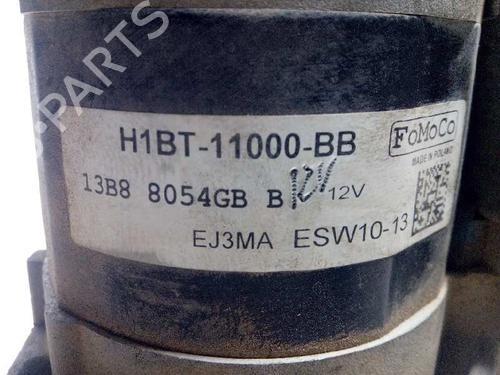 H1BT-11000-BB
FoMoCo
MADE IN POLAND
13B8 8054GB B 12V
EJ3MA ESW10-13
PARTS